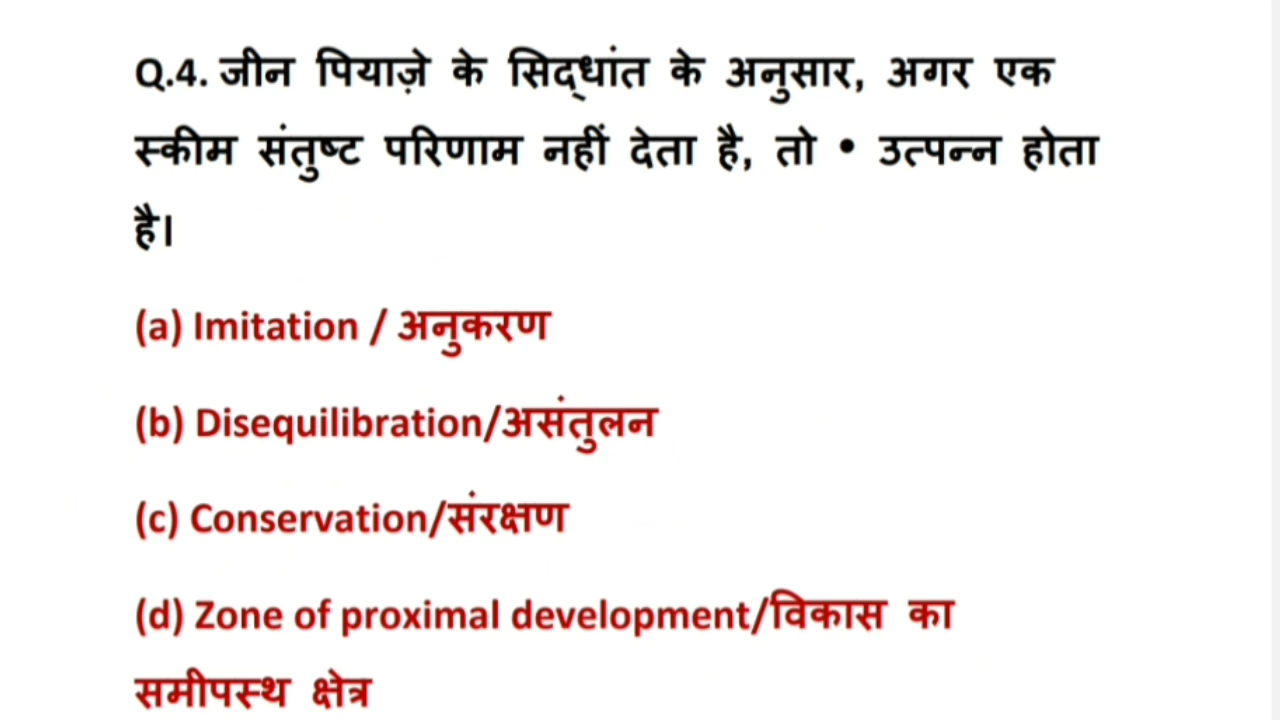 Q.4. जीन पियाज़े के सिद्धांत के अनुसार, अगर एक
स्कीम संतुष्ट परिणाम नहीं देता है, तो • उत्पन्न होता
है।
(a) Imitation / अनुकरण
(b) Disequilibration/असंतुलन
(c) Conservation/संरक्षण
(d) Zone of proximal development/विकास का
समीपस्थ क्षेत्र